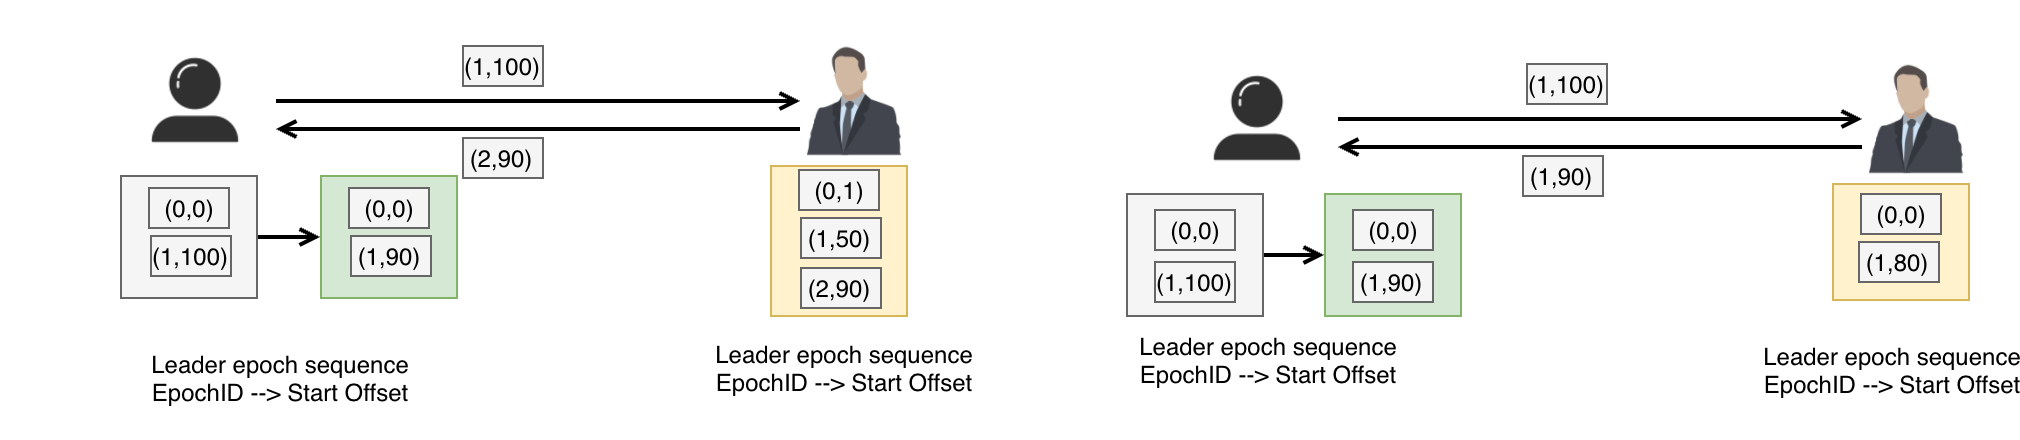 (1,100)
(2,90)
(0,0)
(1,100)
(0,0)
(1,90)
(0,1)
(1,50)
(2,90)
Leader epoch sequence
EpochID --> Start Offset
Leader epoch sequence
EpochID --> Start Offset
(1,100)
(1,90)
(0,0)
(1,100)
(0,0)
(1,90)
(0,0)
(1,80)
Leader epoch sequence
EpochID --> Start Offset
Leader epoch sequence
EpochID --> Start Offset